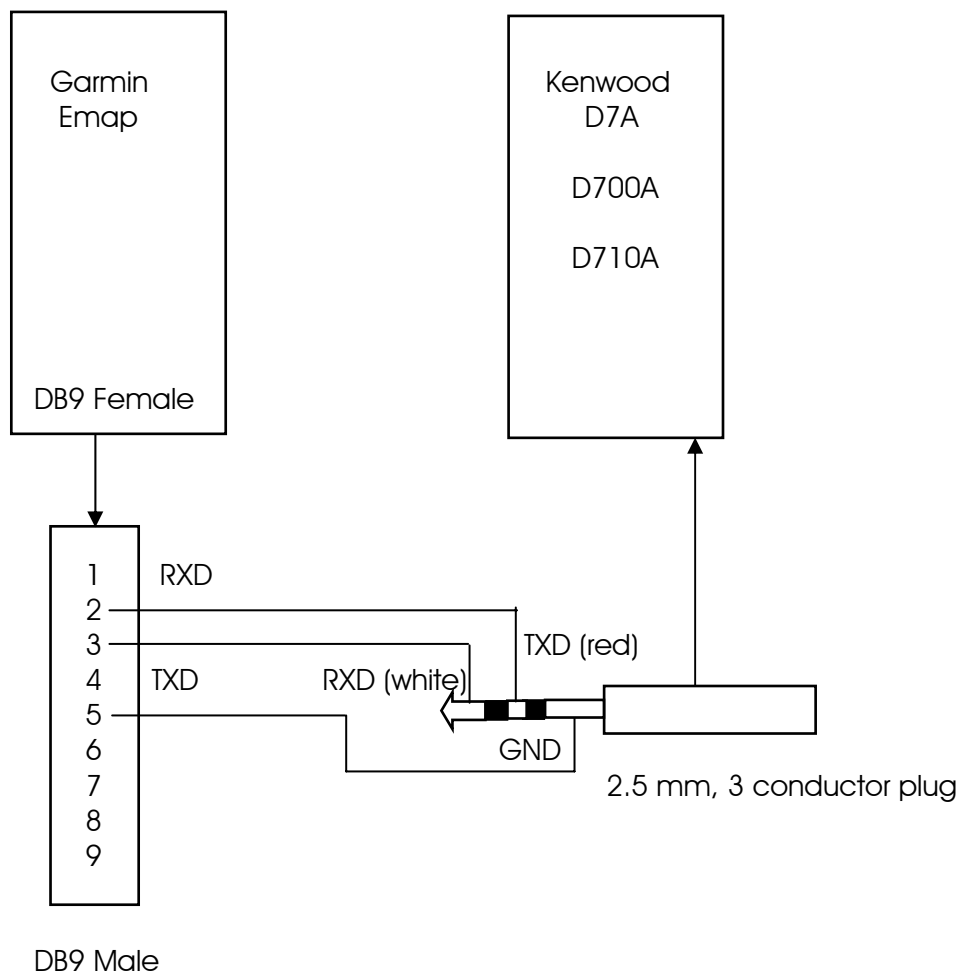 Garmin
Emap
DB9 Female
Kenwood
D7A
D700A
D710A
1
RXD
2
3
TXD (red)
4
TXD
RXD (white)
5
6
GND
7
2.5 mm, 3 conductor plug
8
9
DB9 Male